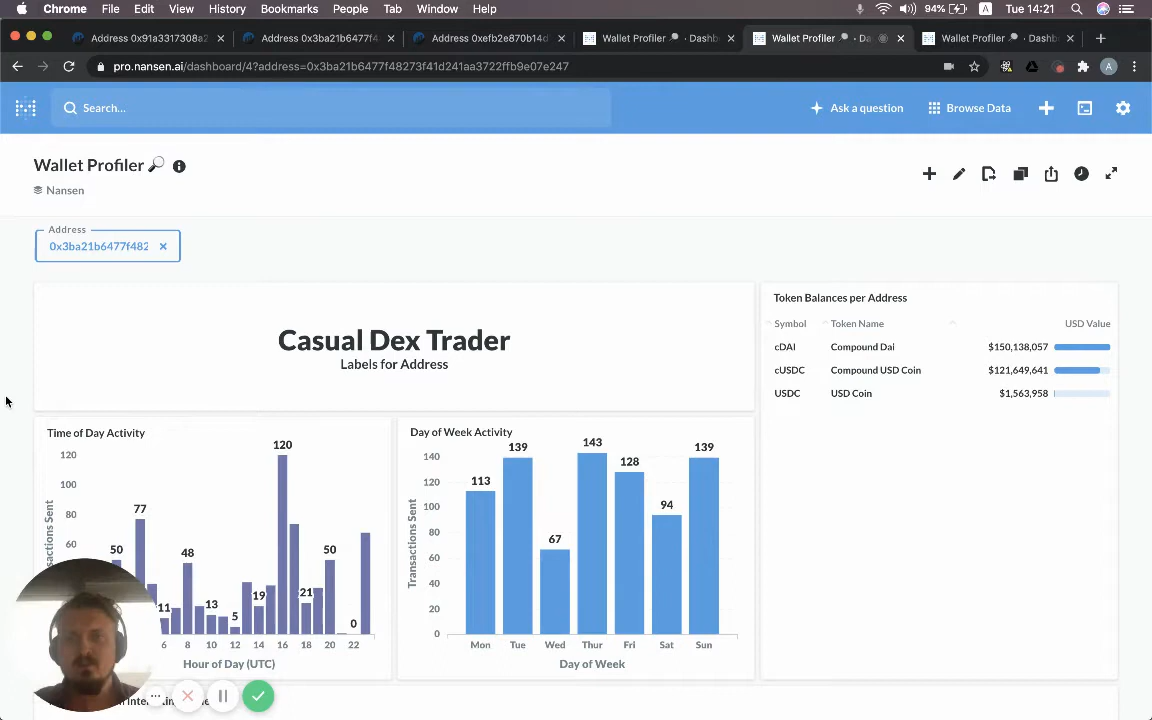 Chrome File Edit View History Bookmarks People Tab Window Help 94% A Tue 14:21
Address 0x91a3317308a2 Address 0x3ba21b6477f4 Address 0xefb2e870b14d Wallet Profiler 🔎 - Dashb Wallet Profiler 🔎 - Da Wallet Profiler 🔎 - Dashb
pro.nansen.ai/dashboard/4?address=0x3ba21b6477f48273f41d241aa3722ffb9e07e247 A
Search... Ask a question Browse Data
Wallet Profiler 🔎
Nansen
Address
0x3ba21b6477f482
Casual Dex Trader
Labels for Address
Token Balances per Address
Symbol Token Name USD Value
cDAI Compound Dai $150,138,057
cUSDC Compound USD Coin $121,649,641
USDC USD Coin $1,563,958
Time of Day Activity
120
100
80
60
50
77
11
48
13
5
19
120
21
50
0
6 8 10 12 14 16 18 20 22
Hour of Day (UTC)
Day of Week Activity
Transactions Sent
140
120
100
80
60
40
20
0
113
139
67
143
128
94
139
Mon Tue Wed Thur Fri Sat Sun
Day of Week